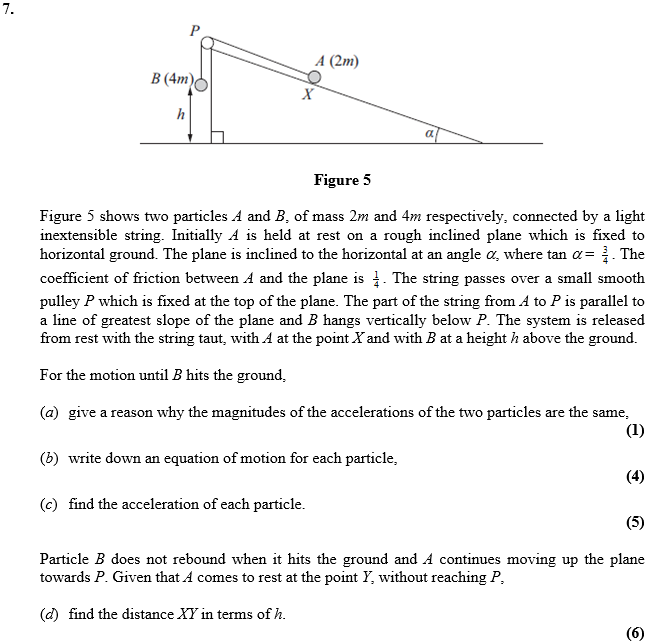 7.
P
A (2m)
B (4m)
X
h
α
Figure 5
Figure 5 shows two particles A and B, of mass 2m and 4m respectively, connected by a light
inextensible string. Initially A is held at rest on a rough inclined plane which is fixed to
horizontal ground. The plane is inclined to the horizontal at an angle α, where tan α = 3/4. The
coefficient of friction between A and the plane is 1/4. The string passes over a small smooth
pulley P which is fixed at the top of the plane. The part of the string from A to P is parallel to
a line of greatest slope of the plane and B hangs vertically below P. The system is released
from rest with the string taut, with A at the point X and with B at a height h above the ground.
For the motion until B hits the ground,
(a) give a reason why the magnitudes of the accelerations of the two particles are the same,
(1)
(b) write down an equation of motion for each particle,
(4)
(c) find the acceleration of each particle.
(5)
Particle B does not rebound when it hits the ground and A continues moving up the plane
towards P. Given that A comes to rest at the point Y, without reaching P,
(d) find the distance XY in terms of h.
(6)